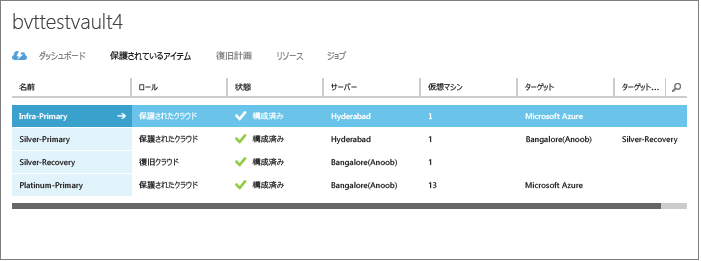 bvttestvault4
ダッシュボード 保護されているアイテム 復旧計画 リソース ジョブ
名前 ロール 状態 サーバー 仮想マシン ターゲット ターゲット...
Infra-Primary 保護されたクラウド 構成済み Hyderabad 1 Microsoft Azure
Silver-Primary 保護されたクラウド 構成済み Hyderabad 1 Bangalore(Anoob) Silver-Recovery
Silver-Recovery 復旧クラウド 構成済み Bangalore(Anoob) 1
Platinum-Primary 保護されたクラウド 構成済み Bangalore(Anoob) 13 Microsoft Azure